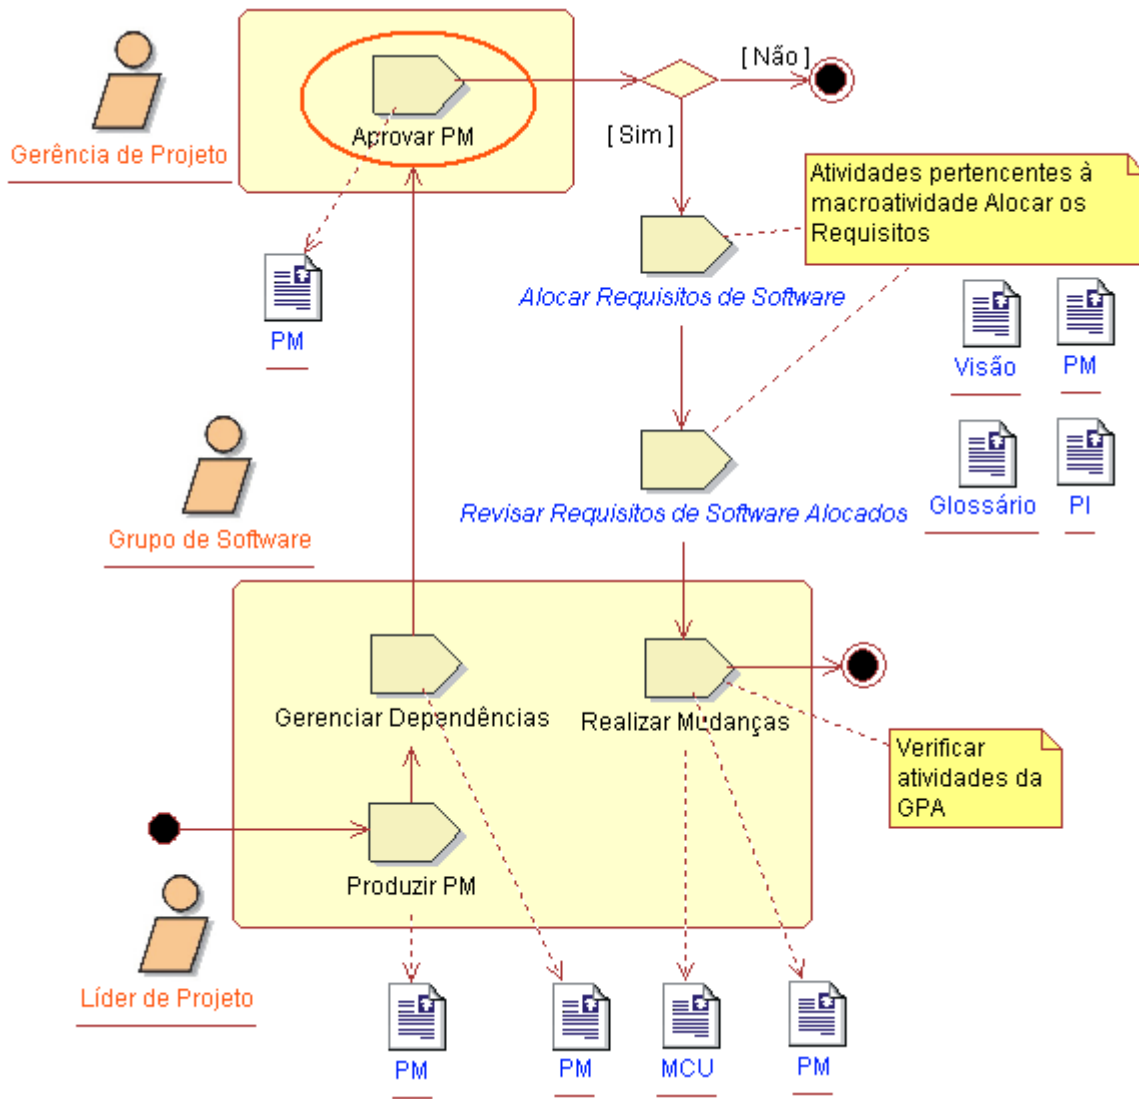 [ Não ]
Aprovar PM
[ Sim ]
Gerência de Projeto
Atividades pertencentes à
macroatividade Alocar os
Requisitos
Alocar Requisitos de Software
PM
Visão
PM
Glossário
PI
Revisar Requisitos de Software Alocados
Grupo de Software
Gerenciar Dependências
Realizar Mudanças
Verificar
atividades da
GPA
Produzir PM
Líder de Projeto
PM
PM
MCU
PM